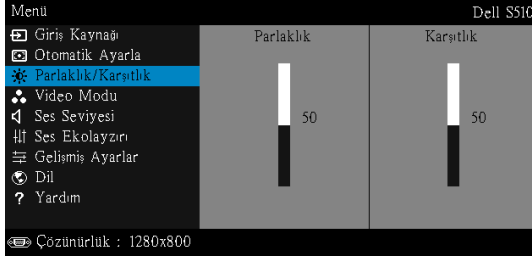 Menü Dell S510
Giriş Kaynağı
Otomatik Ayarla
Parlaklık/Karşıtlık
Video Modu
Ses Seviyesi
Ses Ekolayzırı
Gelişmiş Ayarlar
Dil
Yardım
Parlaklık Karşıtlık
50 50
Çözünürlük : 1280x800